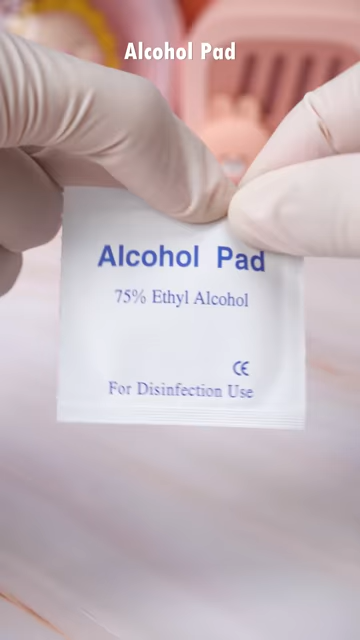 Alcohol Pad
Alcohol Pad
75% Ethyl Alcohol
CE
For Disinfection Use